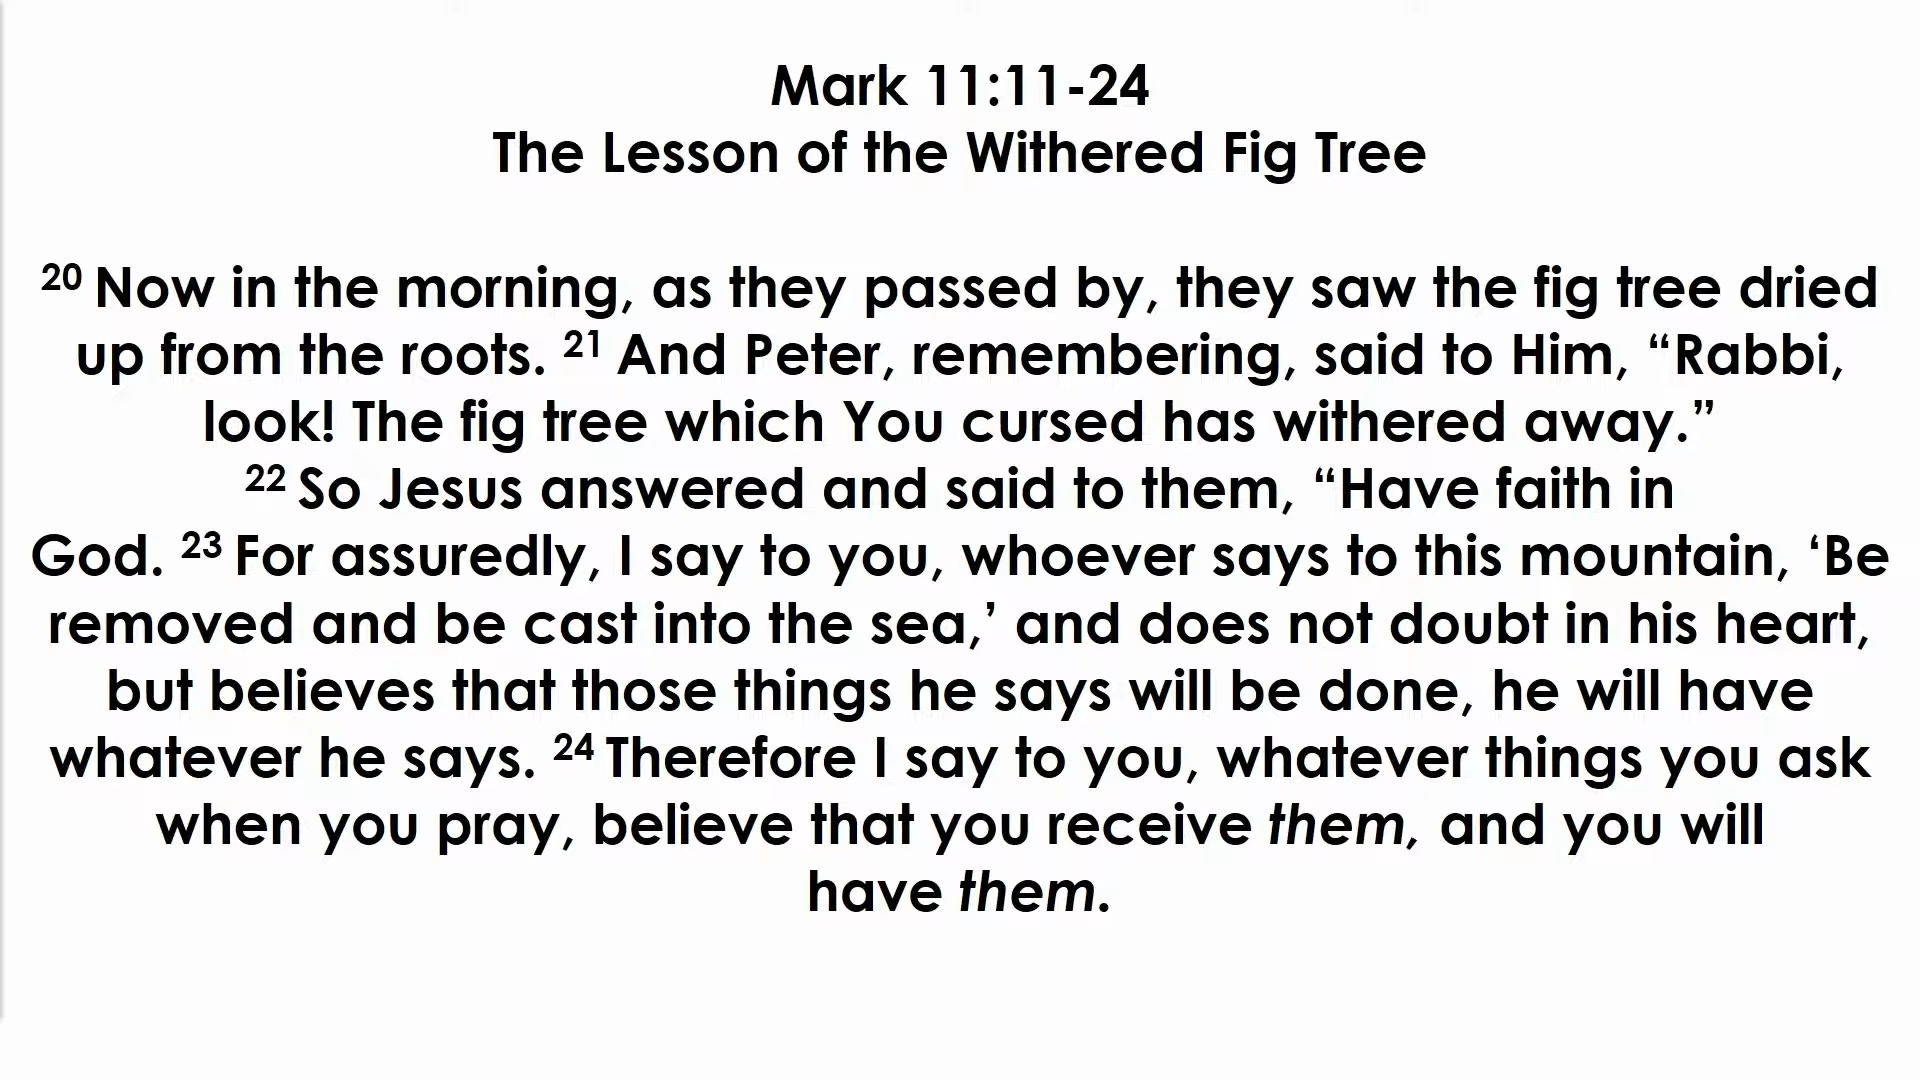 Mark 11:11-24
The Lesson of the Withered Fig Tree
20 Now in the morning, as they passed by, they saw the fig tree dried
up from the roots. 21 And Peter, remembering, said to Him, “Rabbi,
look! The fig tree which You cursed has withered away.”
22 So Jesus answered and said to them, “Have faith in
God. 23 For assuredly, I say to you, whoever says to this mountain, ‘Be
removed and be cast into the sea,’ and does not doubt in his heart,
but believes that those things he says will be done, he will have
whatever he says. 24 Therefore I say to you, whatever things you ask
when you pray, believe that you receive them, and you will
have them.